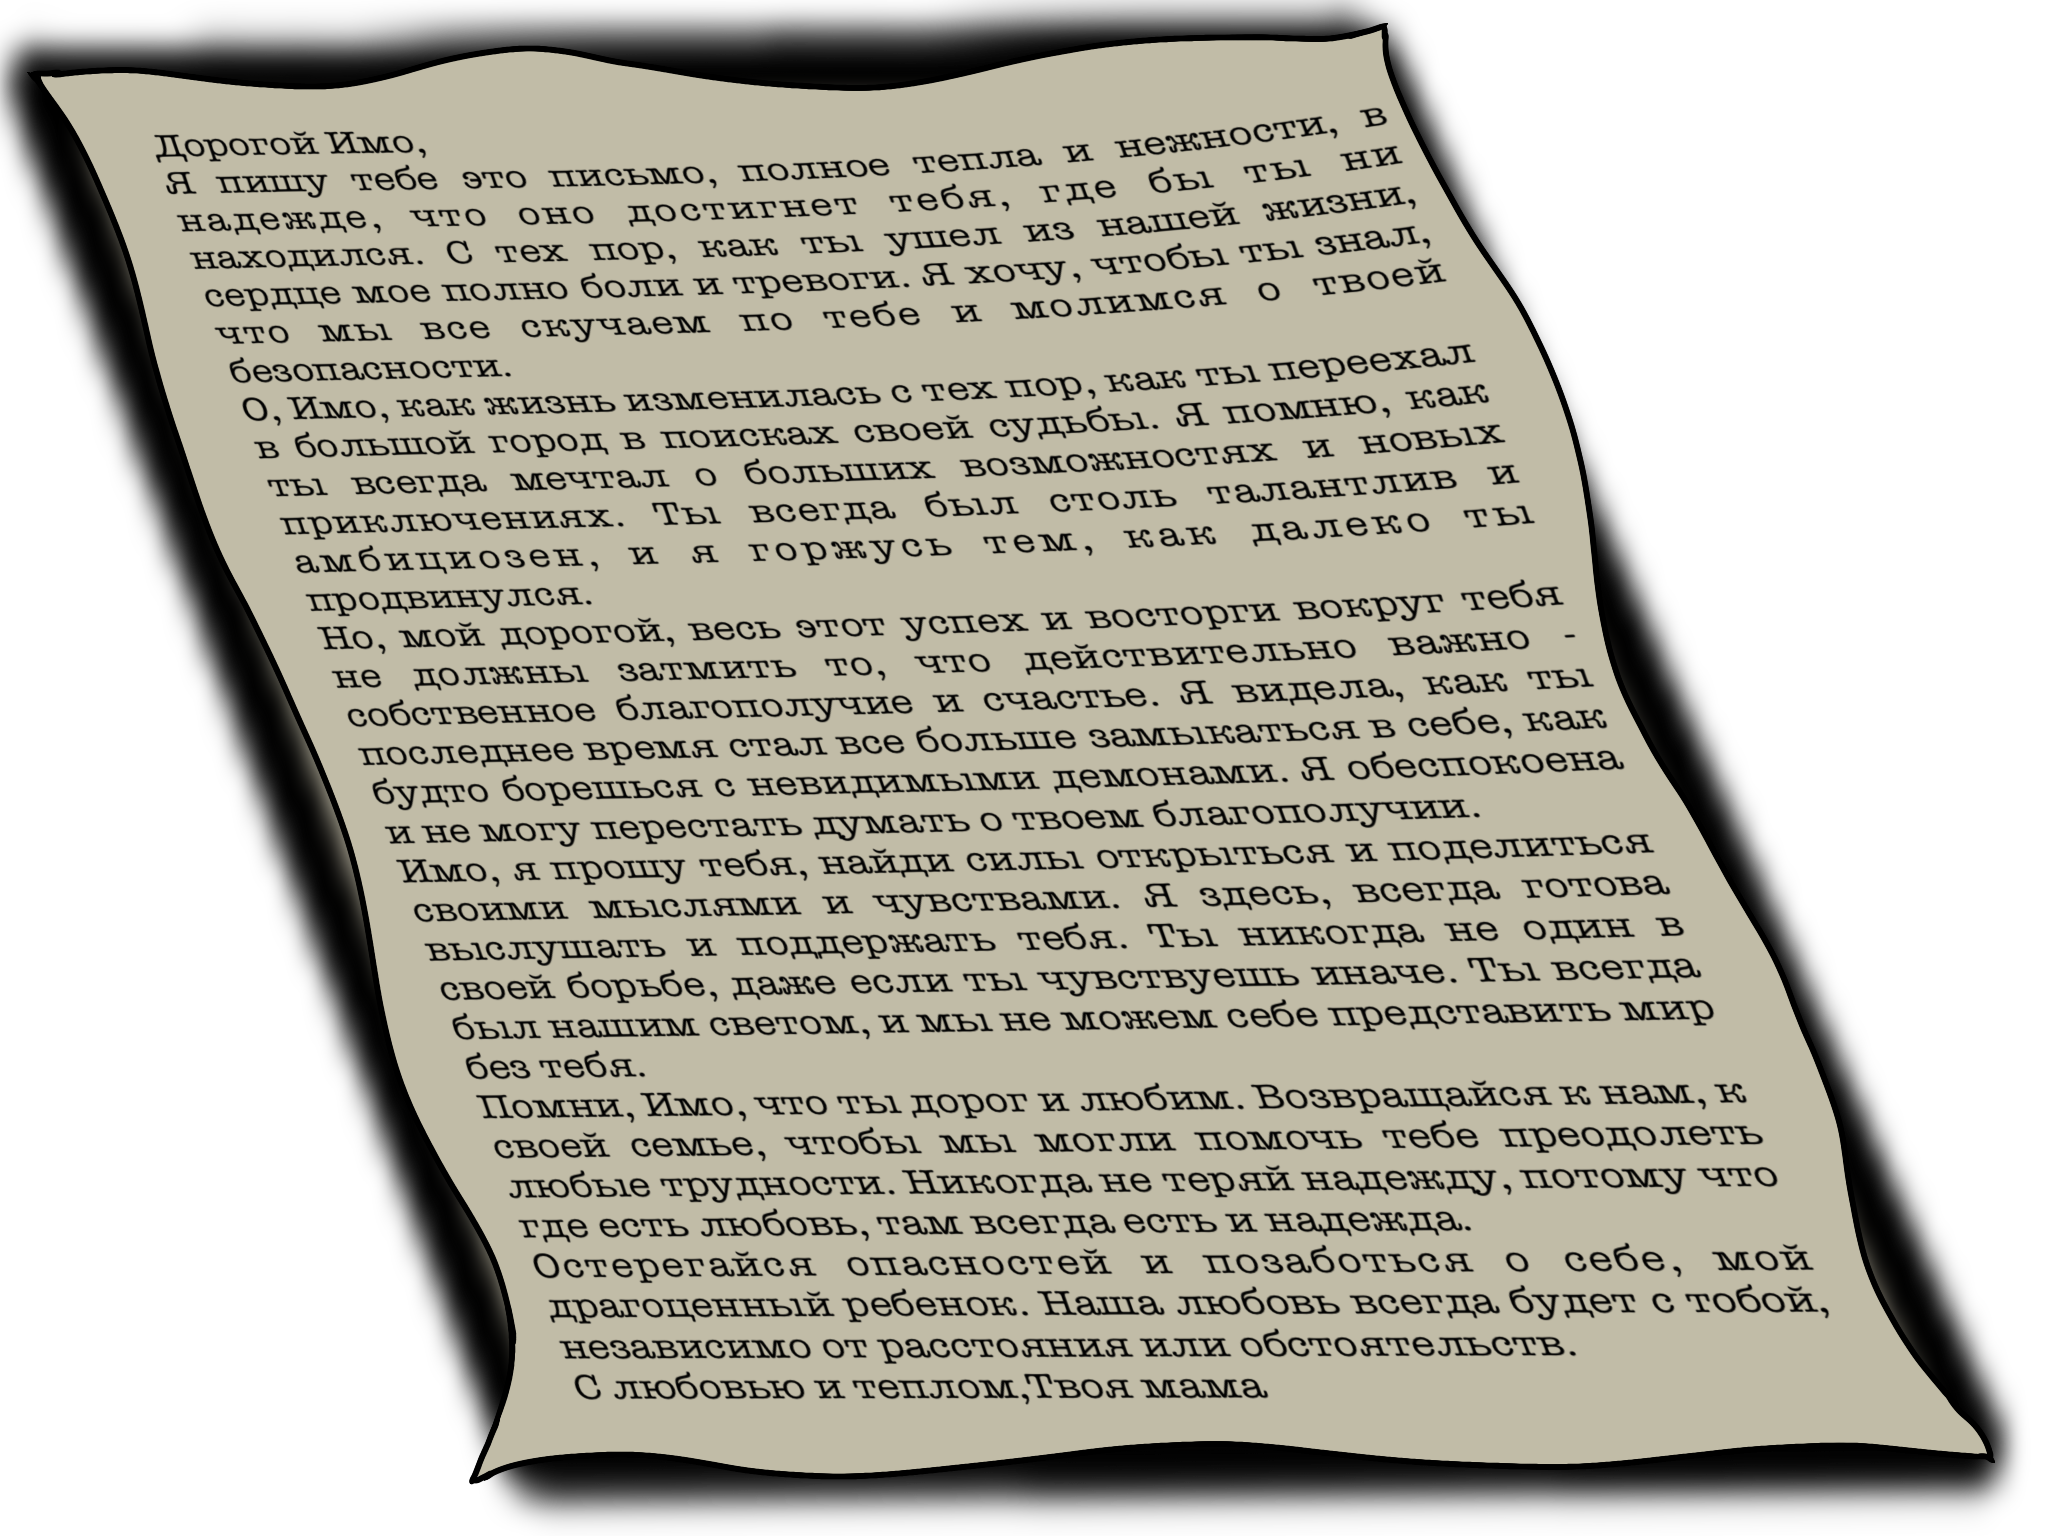 Дорогой Имо,
Я пишу тебе это письмо, полное тепла и нежности, в
надежде, что оно достигнет тебя, где бы ты ни
находился. С тех пор, как ты ушел из нашей жизни,
сердце мое полно боли и тревоги. Я хочу, чтобы ты знал,
что мы все скучаем по тебе и молимся о твоей
безопасности.
О, Имо, как жизнь изменилась с тех пор, как ты переехал
в большой город в поисках своей судьбы. Я помню, как
ты всегда мечтал о больших возможностях и новых
приключениях. Ты всегда был столь талантлив и
амбициозен, и я горжусь тем, как далеко ты
продвинулся.
Но, мой дорогой, весь этот успех и восторги вокруг тебя
не должны затмить то, что действительно важно -
собственное благополучие и счастье. Я видела, как ты
последнее время стал все больше замыкаться в себе, как
будто борешься с невидимыми демонами. Я обеспокоена
и не могу перестать думать о твоем благополучии.
Имо, я прошу тебя, найди силы открыться и поделиться
своими мыслями и чувствами. Я здесь, всегда готова
выслушать и поддержать тебя. Ты никогда не один в
своей борьбе, даже если ты чувствуешь иначе. Ты всегда
был нашим светом, и мы не можем себе представить мир
без тебя.
Помни, Имо, что ты дорог и любим. Возвращайся к нам, к
своей семье, чтобы мы могли помочь тебе преодолеть
любые трудности. Никогда не теряй надежду, потому что
где есть любовь, там всегда есть и надежда.
Остерегайся опасностей и позаботься о себе, мой
драгоценный ребенок. Наша любовь всегда будет с тобой,
независимо от расстояния или обстоятельств.
С любовью и теплом,Твоя мама